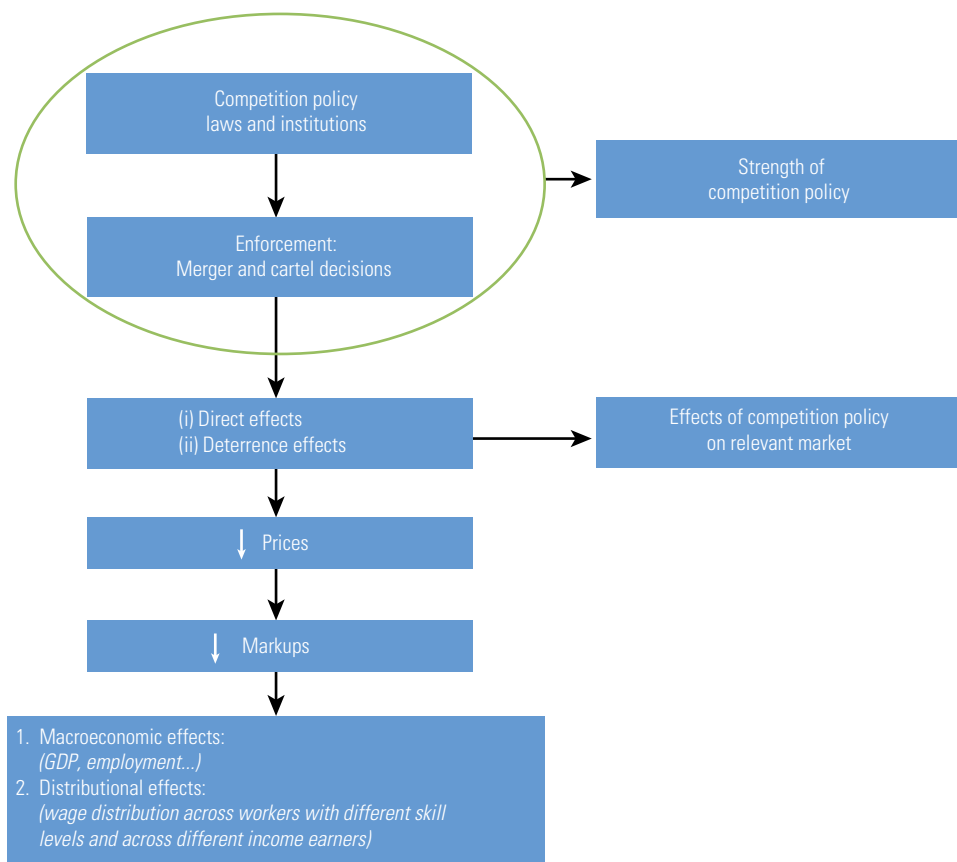 Competition policy
laws and institutions
Strength of
competition policy
Enforcement:
Merger and cartel decisions
(i) Direct effects
(ii) Deterrence effects
Effects of competition policy
on relevant market
↓ Prices
↓ Markups
1. Macroeconomic effects:
(GDP, employment...)
2. Distributional effects:
(wage distribution across workers with different skill
levels and across different income earners)